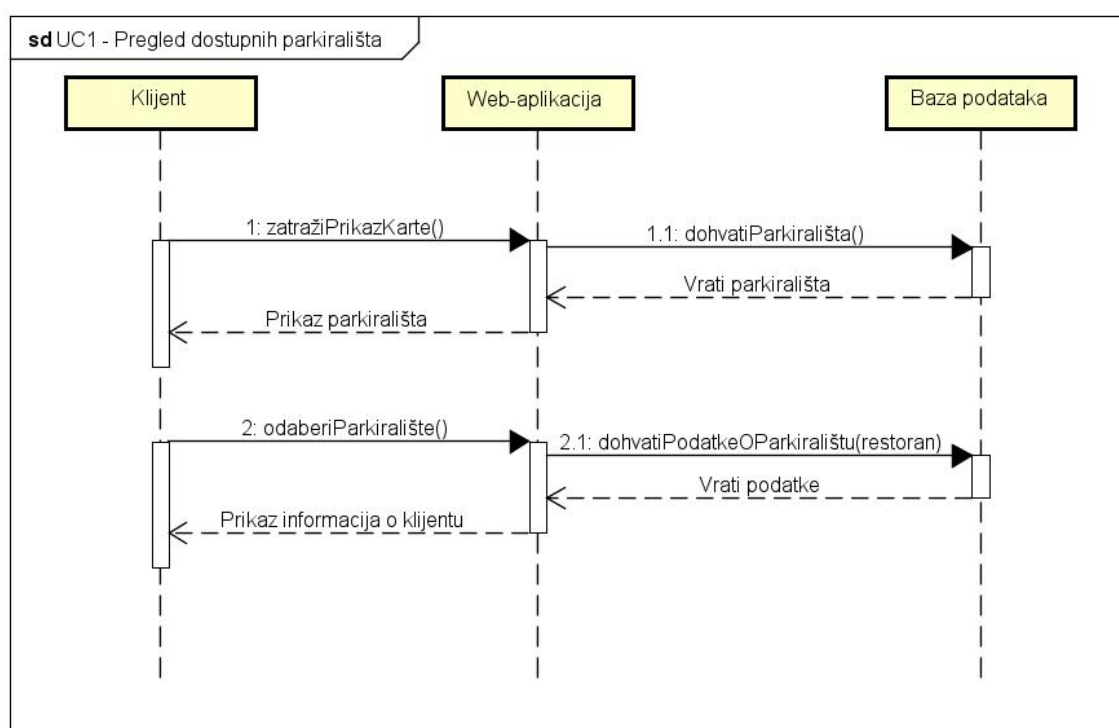 sd UC1 - Pregled dostupnih parkirališta
Klijent
Web-aplikacija
Baza podataka
1: zatražiPrikazKarte()
1.1: dohvatiParkirališta()
Vrati parkirališta
Prikaz parkirališta
2: odaberiParkiralište()
2.1: dohvatiPodatkeOParkiralištu(restoran)
Vrati podatke
Prikaz informacija o klijentu